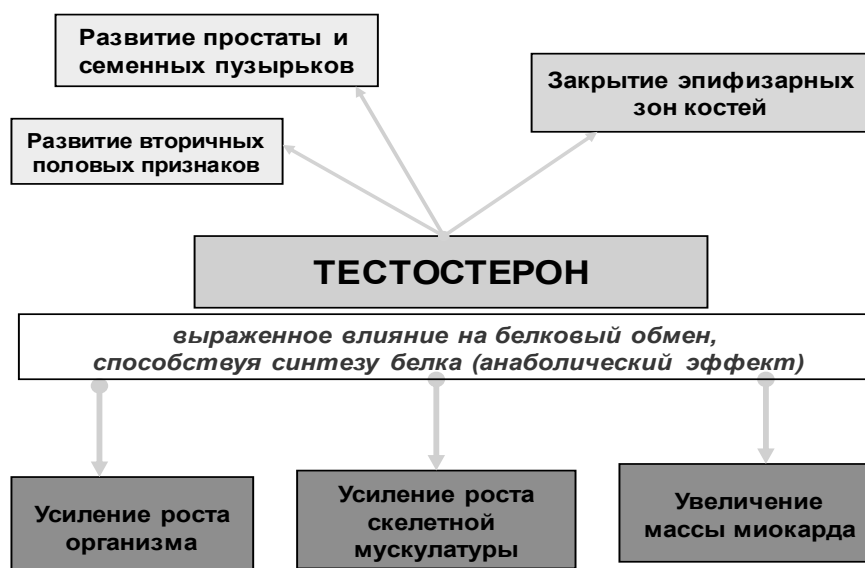 Развитие простаты и
семенных пузырьков
Закрытие эпифизарных
зон костей
Развитие вторичных
половых признаков
ТЕСТОСТЕРОН
выраженное влияние на белковый обмен,
способствуя синтезу белка (анаболический эффект)
Усиление роста
организма
Усиление роста
скелетной
мускулатуры
Увеличение
массы миокарда